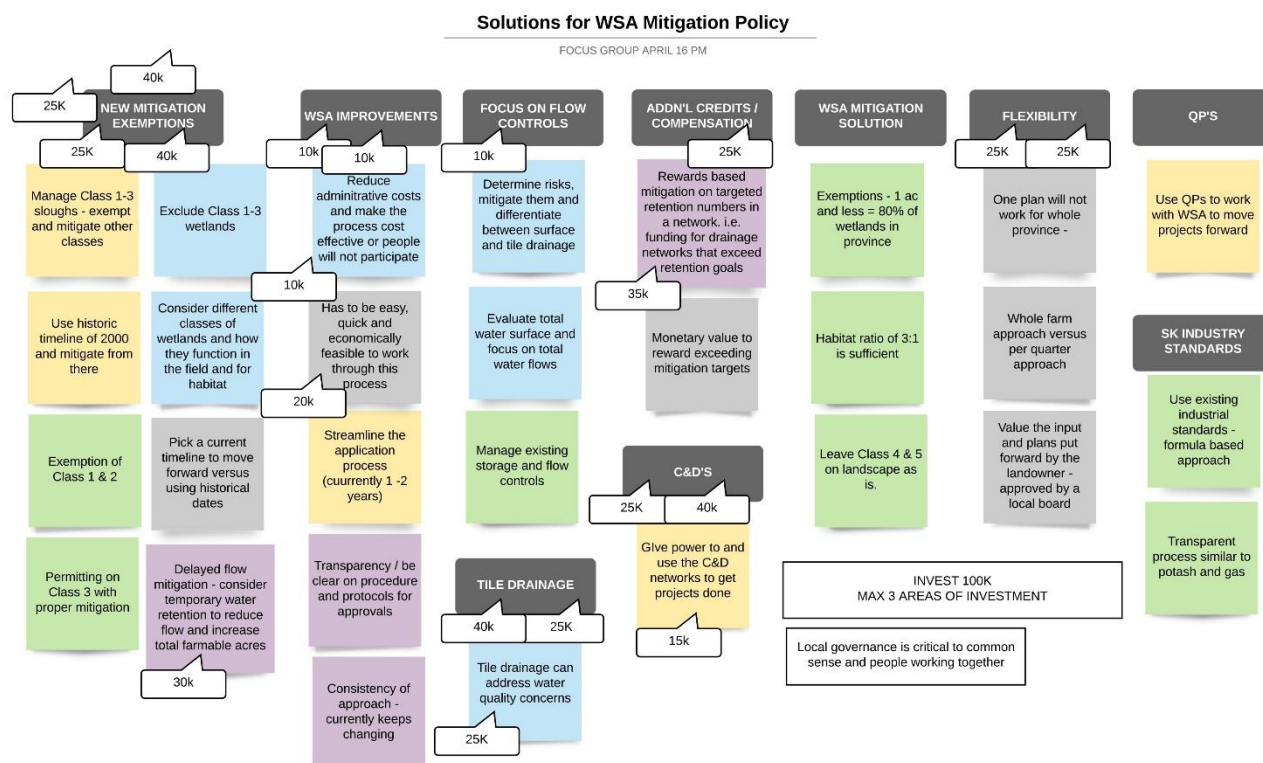 Solutions for WSA Mitigation Policy
FOCUS GROUP APRIL 16 PM
40k
25K
NEW MITIGATION
EXEMPTIONS
25K
40k
Manage Class 1-3
sloughs - exempt
and mitigate other
classes
Exclude Class 1-3
wetlands
Use historic
timeline of 2000
and mitigate from
there
Consider different
classes of
wetlands and how
they function in
the field and for
habitat
Exemption of
Class 1 & 2
Pick a current
timeline to move
forward versus
using historical
dates
Permitting on
Class 3 with
proper mitigation
Delayed flow
mitigation - consider
temporary water
retention to reduce
flow and increase
total farmable acres
30k
WSA IMPROVEMENTS
10k
10k
Reduce
adminitrative costs
and make the
process cost
effective or people
will not participate
10k
Has to be easy,
quick and
economically
feasible to work
through this
process
20k
Streamline the
application
process
(cuurently 1 -2
years)
Transparency / be
clear on procedure
and protocols for
approvals
Consistency of
approach -
currently keeps
changing
FOCUS ON FLOW
CONTROLS
10k
Determine risks,
mitigate them and
differentiate
between surface
and tile drainage
Evaluate total
water surface and
focus on total
water flows
Manage existing
storage and flow
controls
TILE DRAINAGE
40k
25K
Tile drainage can
address water
quality concerns
25K
ADDN'L CREDITS /
COMPENSATION
25K
Rewards based
mitigation on targeted
retention numbers in
a network. i.e.
funding for drainage
networks that exceed
retention goals
35k
Monetary value to
reward exceeding
mitigation targets
C&D'S
25K
40k
GIve power to and
use the C&D
networks to get
projects done
15k
WSA MITIGATION
SOLUTION
Exemptions - 1 ac
and less = 80% of
wetlands in
province
Habitat ratio of 3:1
is sufficient
Leave Class 4 & 5
on landscape as
is.
FLEXIBILITY
25K
25K
One plan will not
work for whole
province -
Whole farm
approach versus
per quarter
approach
Value the input
and plans put
forward by the
landowner -
approved by a
local board
INVEST 100K
MAX 3 AREAS OF INVESTMENT
Local governance is critical to common
sense and people working together
QP'S
Use QPs to work
with WSA to move
projects forward
SK INDUSTRY
STANDARDS
Use existing
industrial
standards -
formula based
approach
Transparent
process similar to
potash and gas